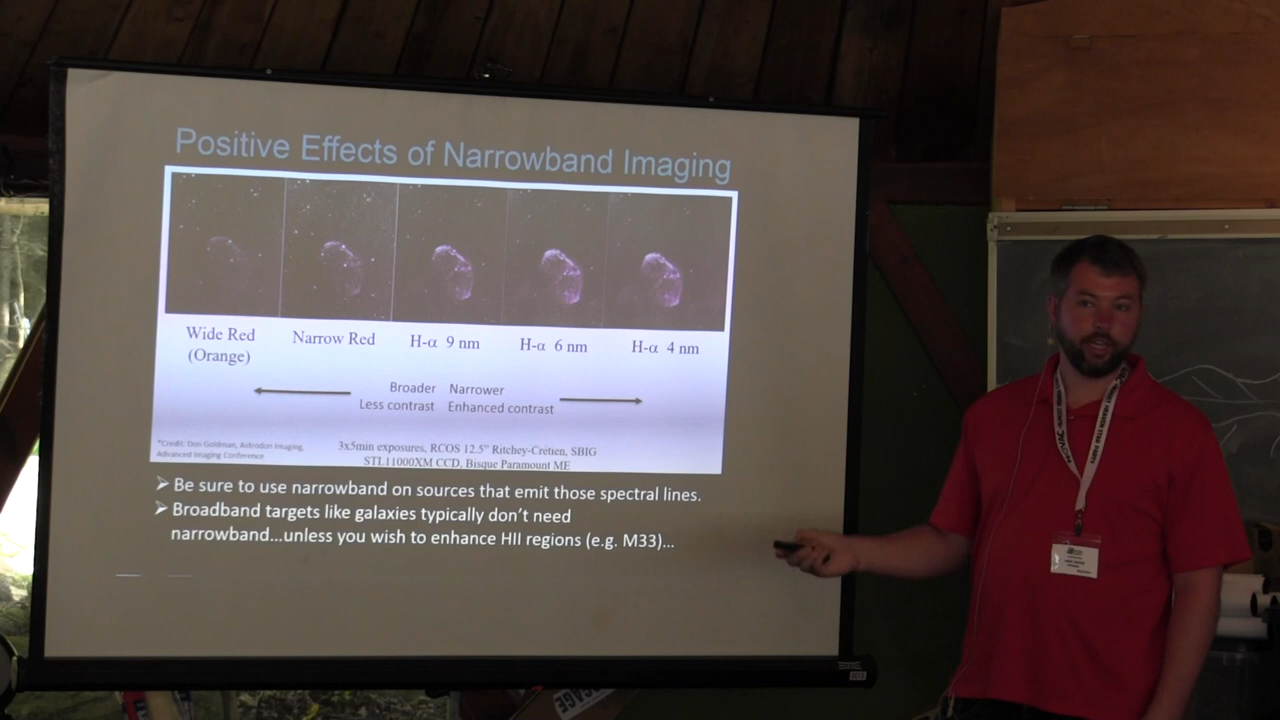 Positive Effects of Narrowband Imaging
Wide Red
(Orange)
Narrow Red
H-α 9 nm
H-α 6 nm
H-α 4 nm
Broader
Less contrast
Narrower
Enhanced contrast
*Credit: Don Goldman, Astrodon Imaging,
Advanced Imaging Conference
3x5min exposures, RCOS 12.5" Ritchey-Cretien, SBIG
STL11000XM CCD, Bisque Paramount ME
➢ Be sure to use narrowband on sources that emit those spectral lines.
➢ Broadband targets like galaxies typically don't need
narrowband...unless you wish to enhance HII regions (e.g. M33)...
NOVAC
STAR PARTY